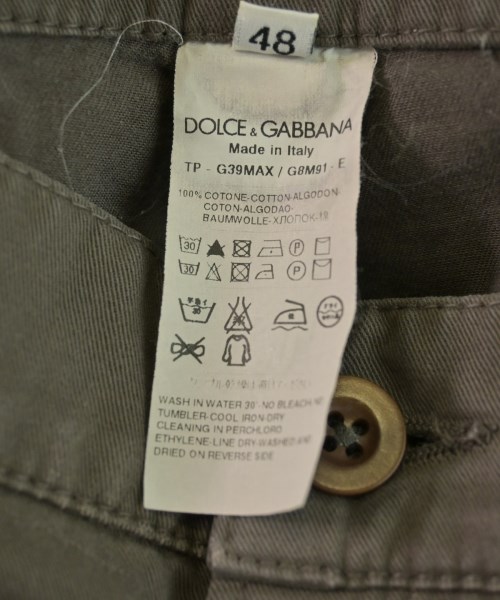 48
DOLCE & GABBANA
Made in Italy
TP - G39MAX / G8M91 - E
100% COTONE-COTTON-ALGODON-
COTON-ALGODAO-
BAUMWOLLE-ХЛОПОК-
30 P
30 P
WASH IN WATER 30°-NO BLEACH-NO
TUMBLER-COOL IRON-DRY
CLEANING IN PERCHLORO
ETHYLENE-LINE DRY-WASHED AND
DRIED ON REVERSE SIDE